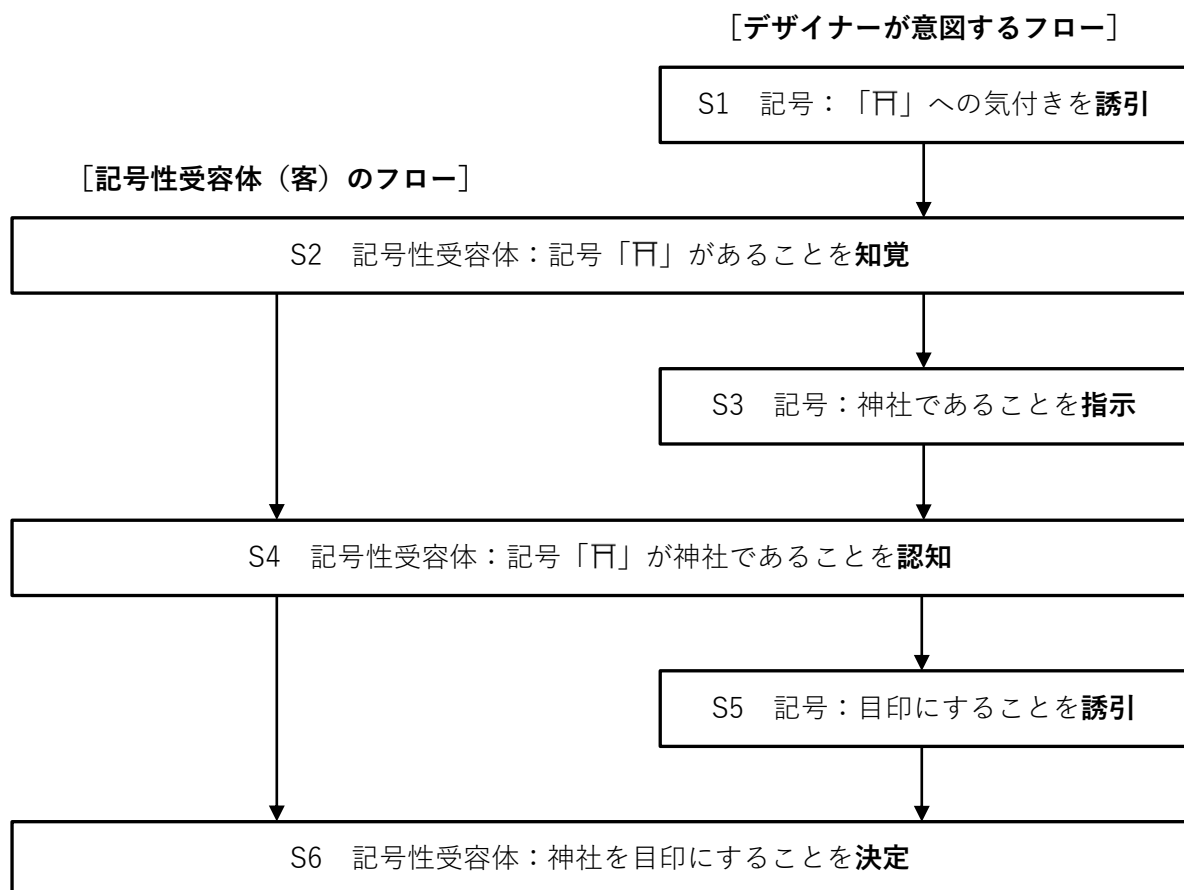 ［デザイナーが意図するフロー］
S1　記号：「⛩」への気付きを誘引
［記号性受容体（客）のフロー］
S2　記号性受容体：記号「⛩」があることを知覚
S3　記号：神社であることを指示
S4　記号性受容体：記号「⛩」が神社であることを認知
S5　記号：目印にすることを誘引
S6　記号性受容体：神社を目印にすることを決定